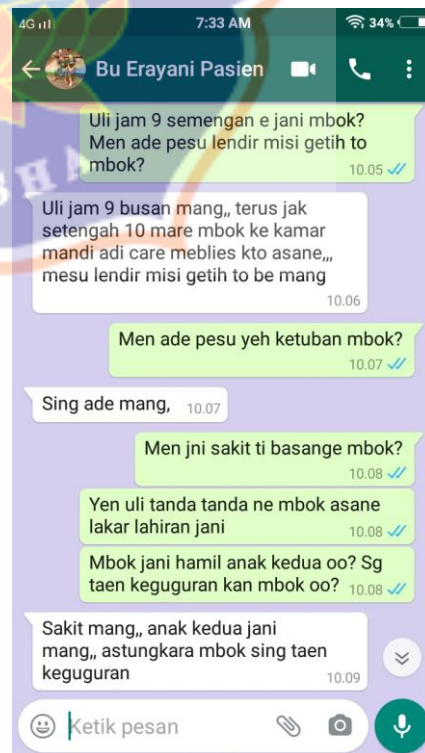 4G
7:33 AM
34%
Bu Erayani Pasien
Uli jam 9 semengan e jani mbok?
Men ade pesu lendir misi getih to
mbok?
10.05
Uli jam 9 busan mang,, terus jak
setengah 10 mare mbok ke kamar
mandi adi care meblies kto asane,,,
mesu lendir misi getih to be mang
10.06
Men ade pesu yeh ketuban mbok?
10.07
Sing ade mang,
10.07
Men jni sakit ti basange mbok?
10.08
Yen uli tanda tanda ne mbok asane
lakar lahiran jani
10.08
Mbok jani hamil anak kedua oo? Sg
taen keguguran kan mbok oo?
10.08
Sakit mang,, anak kedua jani
mang,, astungkara mbok sing taen
keguguran
10.09
Ketik pesan